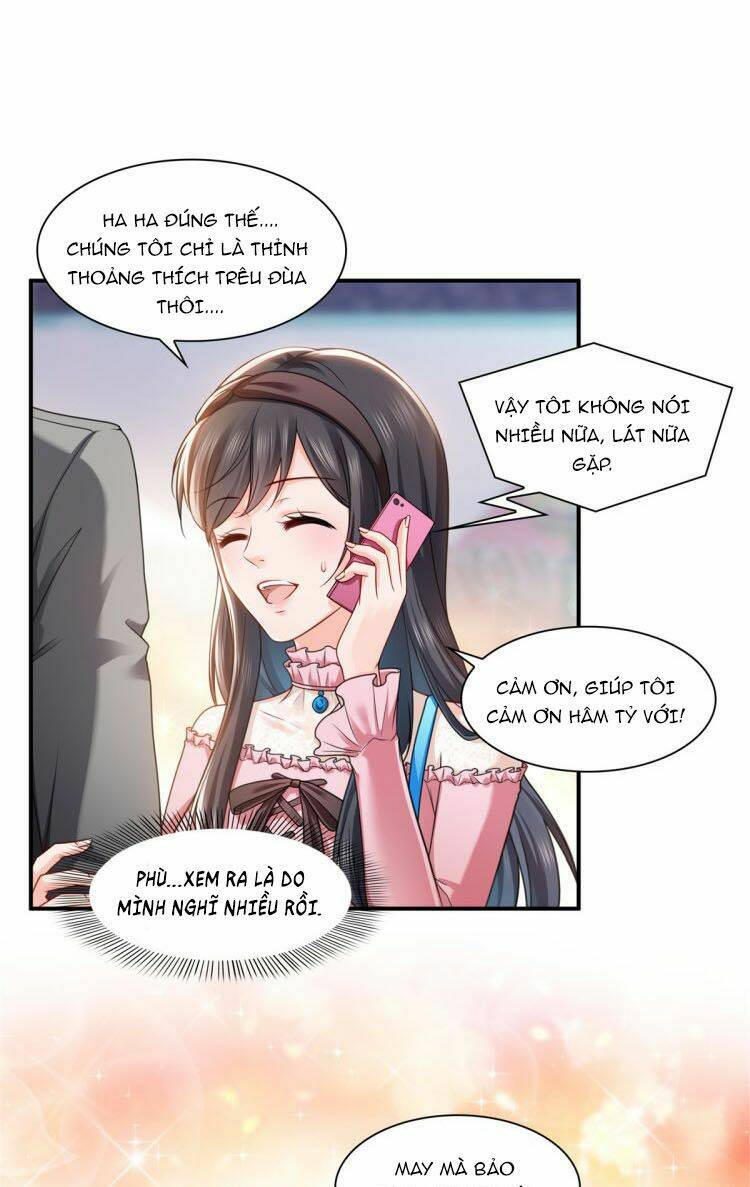 HA HA ĐÚNG THẾ....
CHÚNG TÔI CHỈ LÀ THỈNH
THOẢNG THÍCH TRÊU ĐÙA
THÔI....
VẬY TÔI KHÔNG NÓI
NHIỀU NỮA, LÁT NỮA
GẶP.
CẢM ƠN, GIÚP TÔI
CẢM ƠN HÂM TỶ VỚI!
PHÙ...XEM RA LÀ DO
MÌNH NGHĨ NHIỀU RỒI.
MAY MÀ BẢO